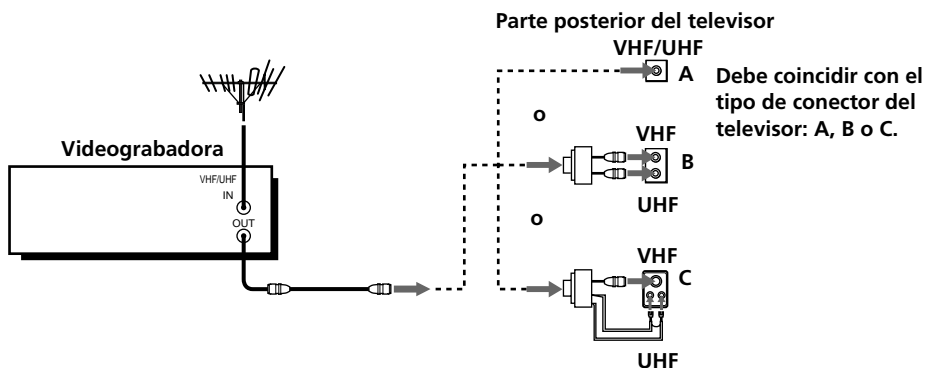 Parte posterior del televisor
VHF/UHF
A
Debe coincidir con el
tipo de conector del
televisor: A, B o C.
o
VHF
B
UHF
Videograbadora
VHF/UHF
IN
OUT
o
VHF
C
UHF